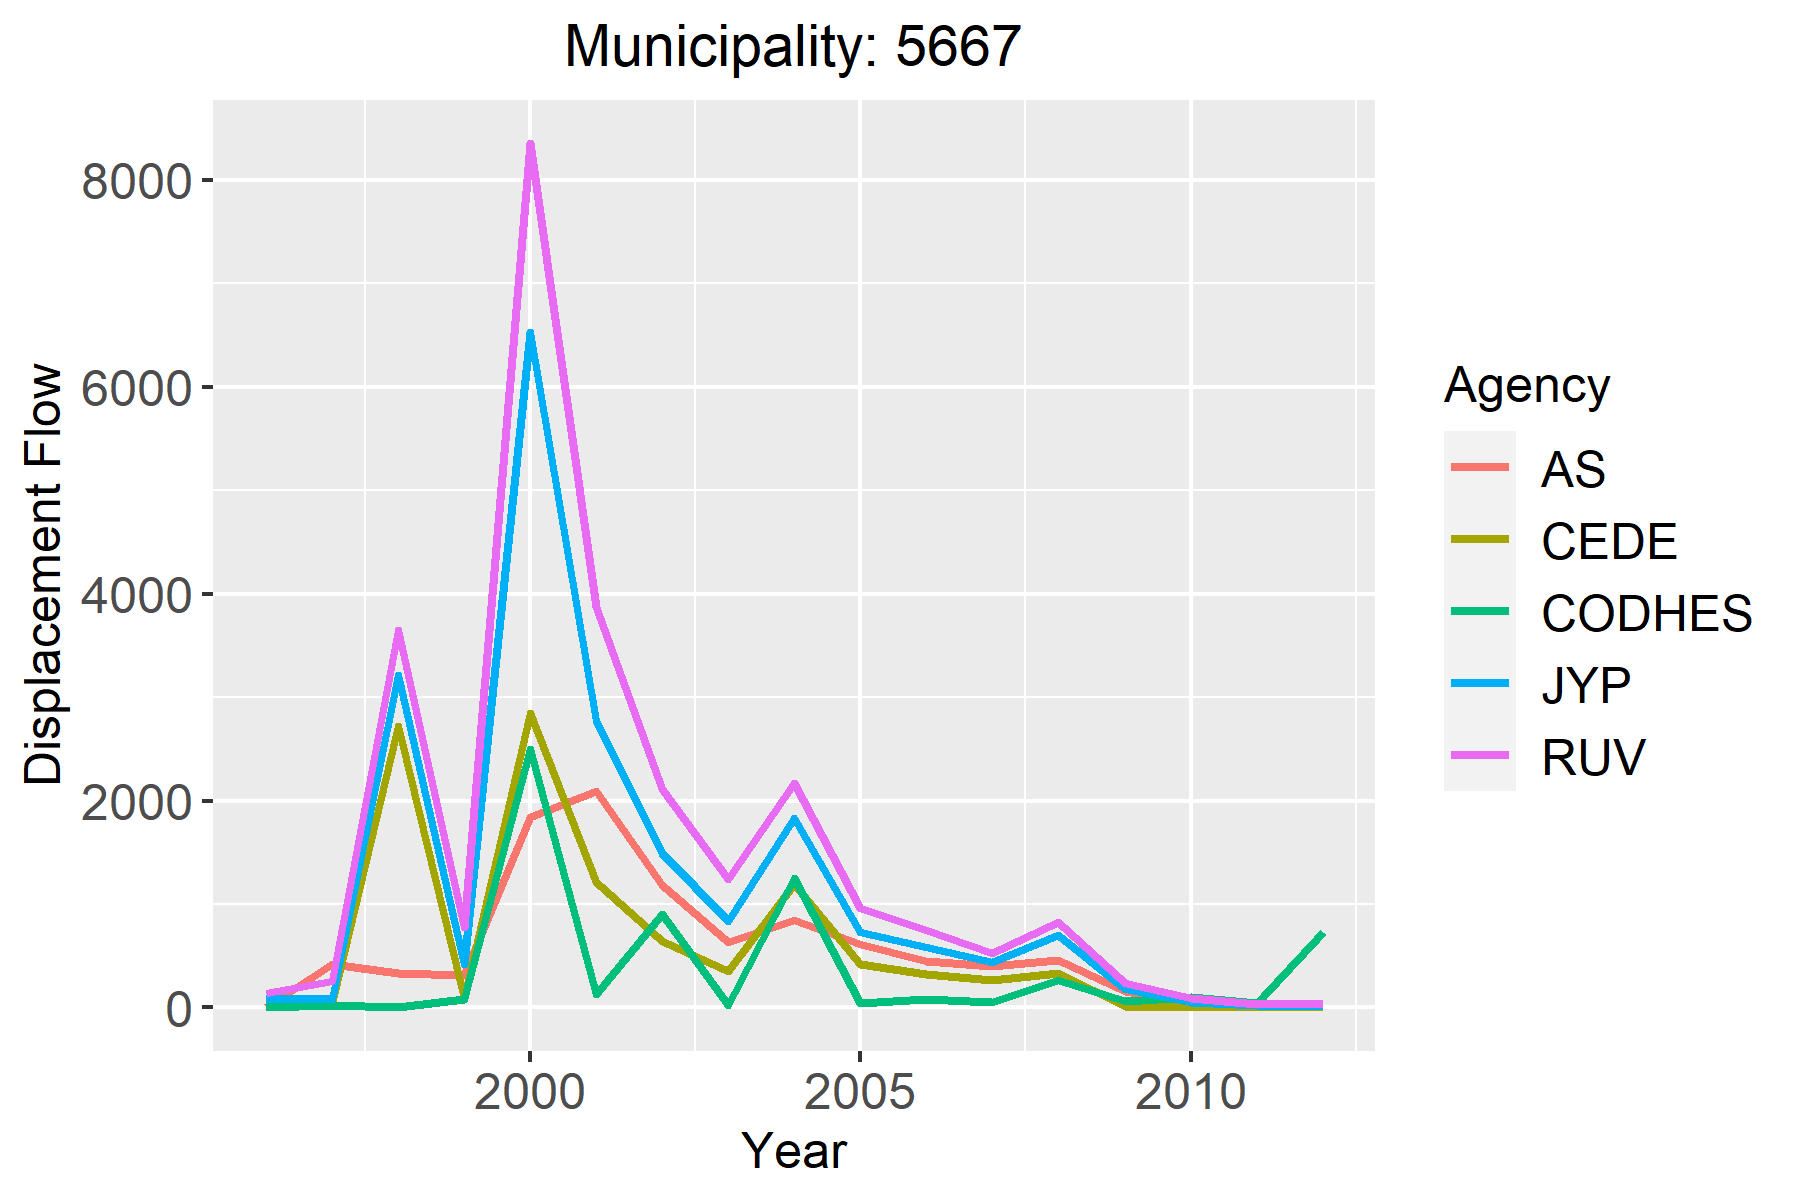 Municipality: 5667
Displacement Flow
8000
6000
4000
2000
0
2000 2005 2010
Year
Agency
AS
CEDE
CODHES
JYP
RUV